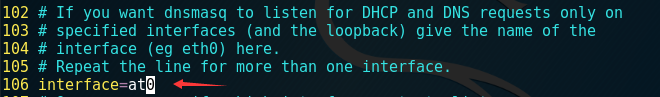 102 # If you want dnsmasq to listen for DHCP and DNS requests only on
103 # specified interfaces (and the loopback) give the name of the
104 # interface (eg eth0) here.
105 # Repeat the line for more than one interface.
106 interface=at0